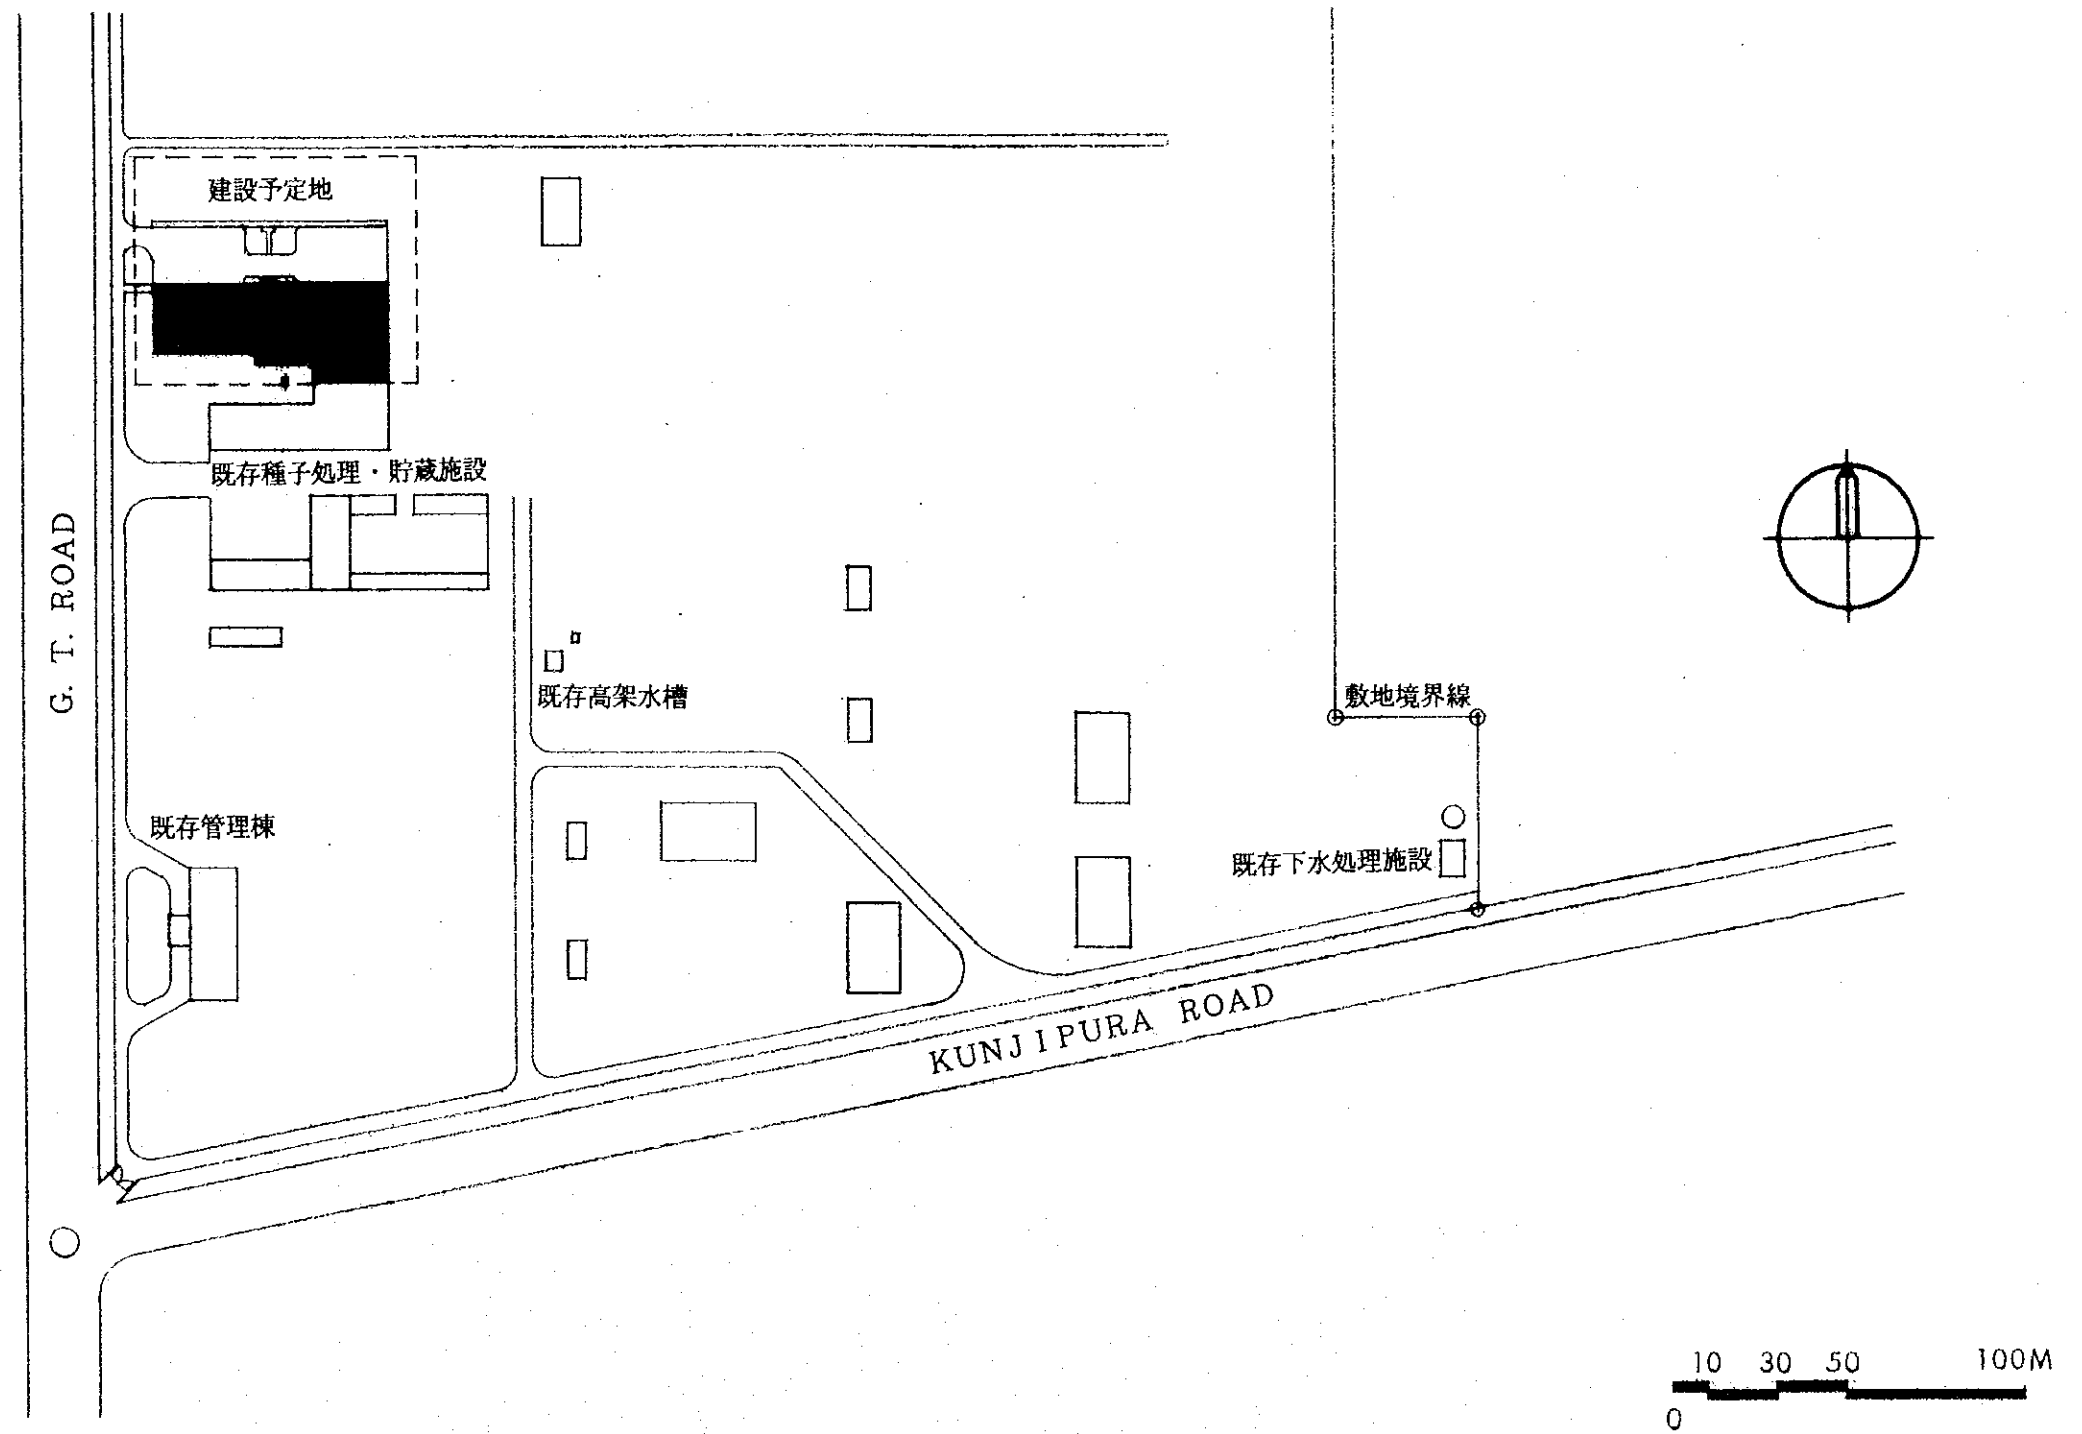 建設予定地
既存種子処理・貯蔵施設
G. T. ROAD
既存高架水槽
敷地境界線
既存管理棟
既存下水処理施設
KUNJIPURA ROAD
10 30 50 100M
0